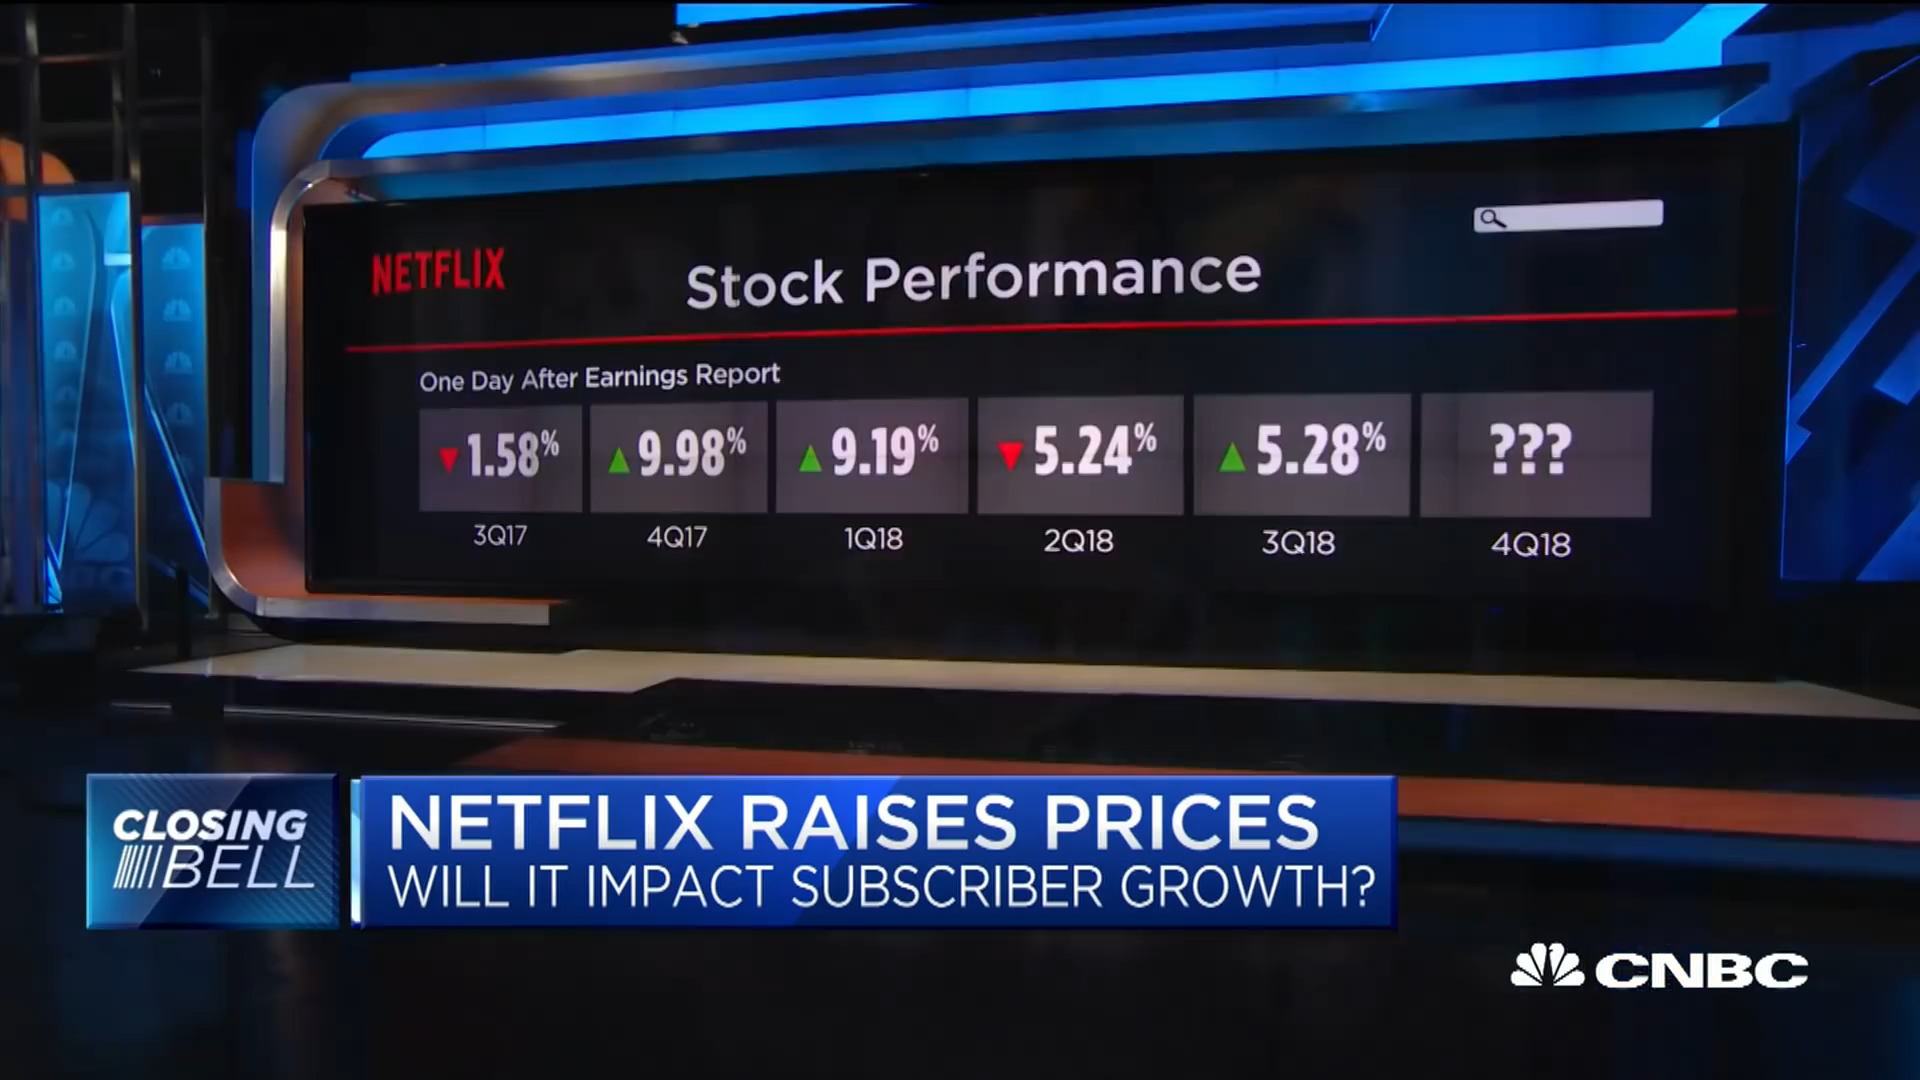 NETFLIX
Stock Performance
One Day After Earnings Report
▼1.58% ▲9.98% ▲9.19% ▼5.24% ▲5.28% ???
3Q17 4Q17 1Q18 2Q18 3Q18 4Q18
CLOSING
BELL
NETFLIX RAISES PRICES
WILL IT IMPACT SUBSCRIBER GROWTH?
CNBC